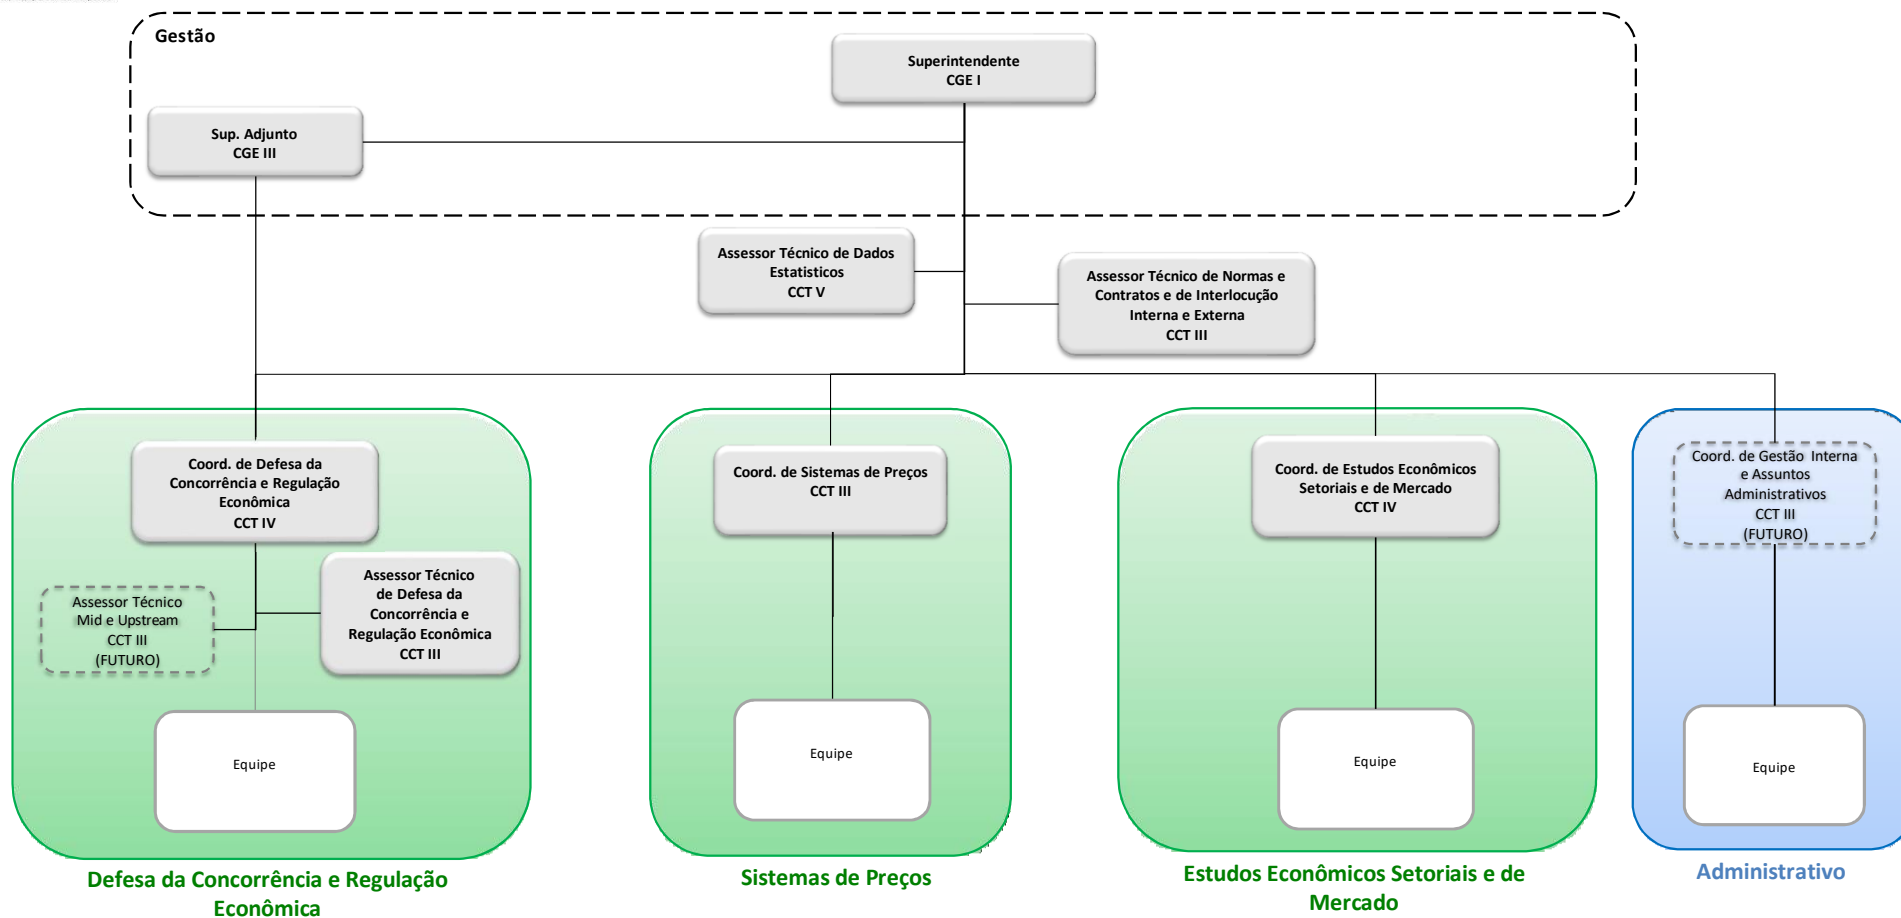 Gestão
Superintendente
CGE I
Sup. Adjunto
CGE III
Assessor Técnico de Dados
Estatisticos
CCT V
Assessor Técnico de Normas e
Contratos e de Interlocução
Interna e Externa
CCT III
Coord. de Defesa da
Concorrência e Regulação
Econômica
CCT IV
Assessor Técnico
Mid e Upstream
CCT III
(FUTURO)
Assessor Técnico
de Defesa da
Concorrência e
Regulação Econômica
CCT III
Equipe
Defesa da Concorrência e Regulação
Econômica
Coord. de Sistemas de Preços
CCT III
Equipe
Sistemas de Preços
Coord. de Estudos Econômicos
Setoriais e de Mercado
CCT IV
Equipe
Estudos Econômicos Setoriais e de
Mercado
Coord. de Gestão Interna
e Assuntos
Administrativos
CCT III
(FUTURO)
Equipe
Administrativo